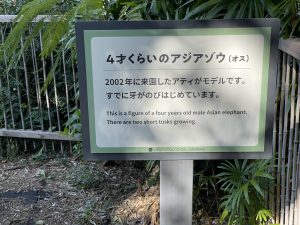 4才くらいのアジアゾウ(オス)
2002年に来園したアティがモデルです。
すでに牙がのびはじめています。
This is a figure of a four years old male Asian elephant.
There are two short tusks growing.